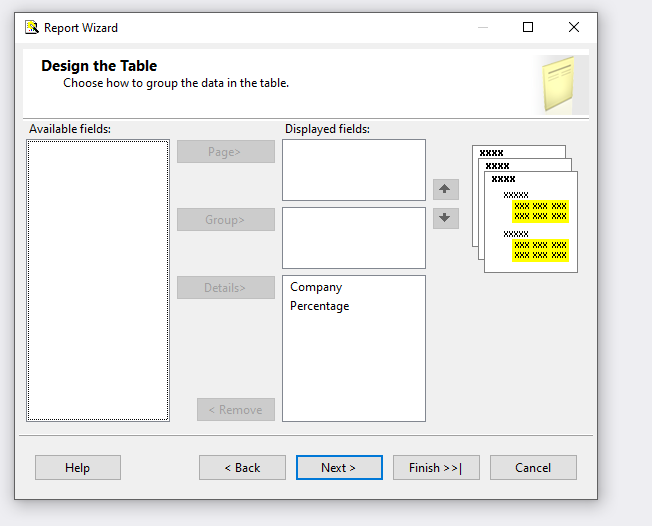 Report Wizard
Design the Table
Choose how to group the data in the table.
Available fields:
Displayed fields:
Page>
Group>
Details>
Company
Percentage
< Remove
xxxx
xxxx
xxxx
xxxxx
xxx xxx xxx
xxx xxx xxx
xxxxx
xxx xxx xxx
xxx xxx xxx
Help
< Back
Next >
Finish >>|
Cancel